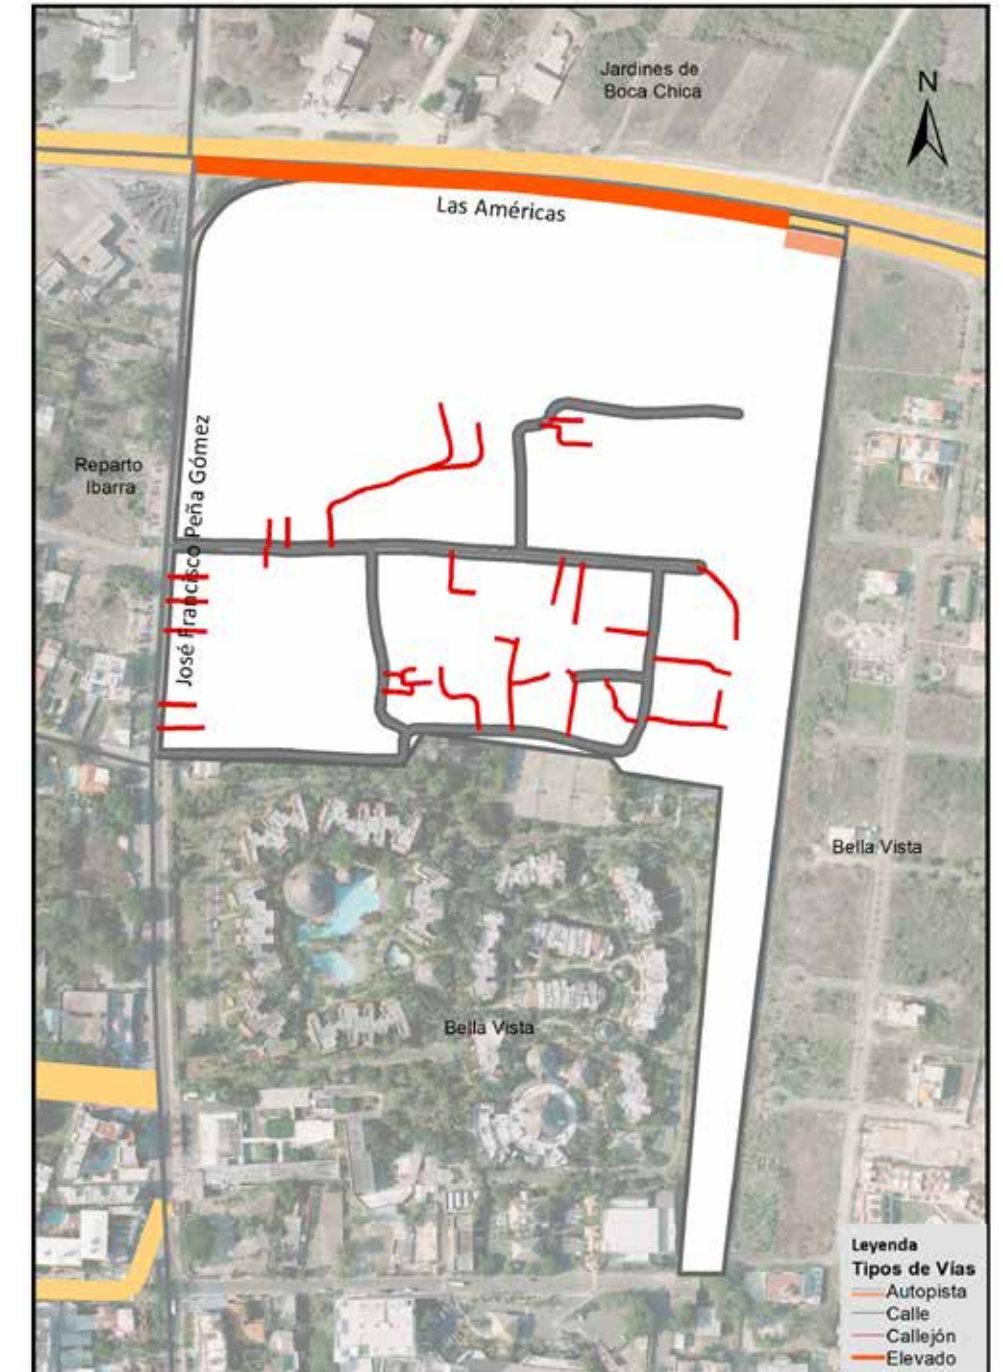 Jardines de
Boca Chica
N
Las Américas
Reparto
Ibarra
José Francisco Peña Gómez
Bella Vista
Bella Vista
Leyenda
Tipos de Vías
Autopista
Calle
Callejón
Elevado